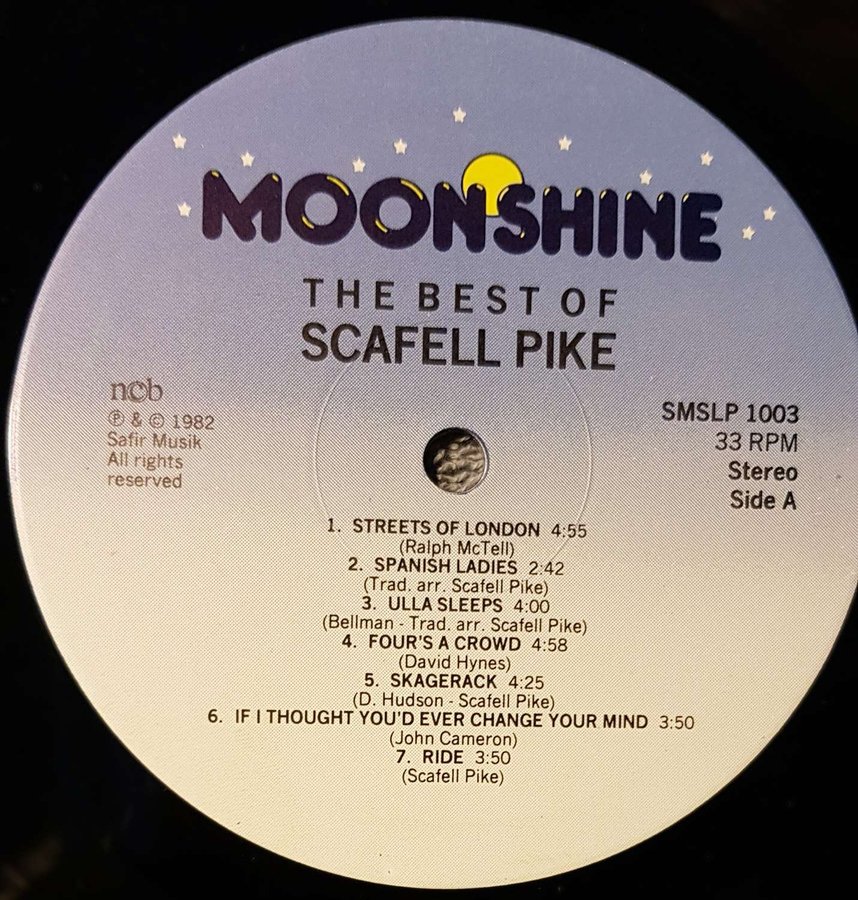 MOONSHINE
THE BEST OF
SCAFELL PIKE
ncb
℗ & © 1982
Safir Musik
All rights
reserved
SMSLP 1003
33 RPM
Stereo
Side A
1. STREETS OF LONDON 4:55
(Ralph McTell)
2. SPANISH LADIES 2:42
(Trad. arr. Scafell Pike)
3. ULLA SLEEPS 4:00
(Bellman - Trad. arr. Scafell Pike)
4. FOUR'S A CROWD 4:58
(David Hynes)
5. SKAGERACK 4:25
(D. Hudson - Scafell Pike)
6. IF I THOUGHT YOU'D EVER CHANGE YOUR MIND 3:50
(John Cameron)
7. RIDE 3:50
(Scafell Pike)